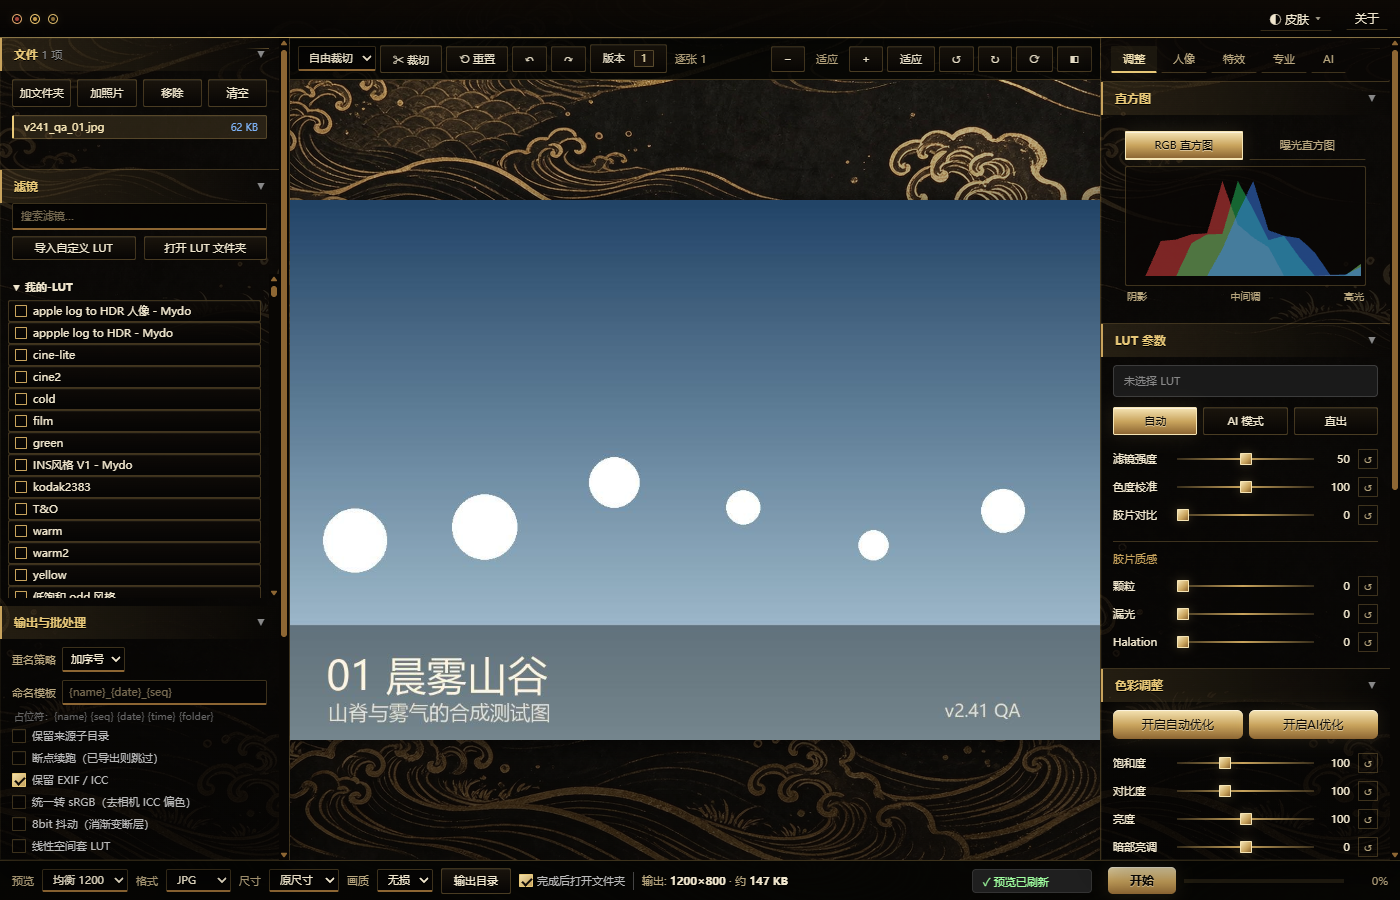 皮肤
关于
文件 1 项
加文件夹
加照片
移除
清空
v241_qa_01.jpg
62 KB
滤镜
搜索滤镜...
导入自定义 LUT
打开 LUT 文件夹
我的-LUT
apple log to HDR 人像 - Mydo
appple log to HDR - Mydo
cine-lite
cine2
cold
film
green
INS风格 V1 - Mydo
kodak2383
T&O
warm
warm2
yellow
输出与批处理
重名策略
加序号
命名模板
{name}_{date}_{seq}
占位符: {name} {seq} {date} {time} {folder}
保留来源子目录
断点续跑（已导出则跳过）
保留 EXIF / ICC
统一转 sRGB（去相机 ICC 偏色）
8bit 抖动（消渐变断层）
线性空间套 LUT
自由裁切
裁切
重置
版本 1
逐张 1
适应
适应
01 晨雾山谷
山脊与雾气的合成测试图
v2.41 QA
调整
人像
特效
专业
AI
直方图
RGB 直方图
曝光直方图
阴影
中间调
高光
LUT 参数
未选择 LUT
自动
AI 模式
直出
滤镜强度 50
色度校准 100
胶片对比 0
胶片质感
颗粒 0
漏光 0
Halation 0
色彩调整
开启自动优化
开启AI优化
饱和度 100
对比度 100
亮度 100
暗部亮调 0
预览
均衡 1200
格式
JPG
尺寸
原尺寸
画质
无损
输出目录
完成后打开文件夹
输出: 1200×800 · 约 147 KB
✓ 预览已刷新
开始
0%